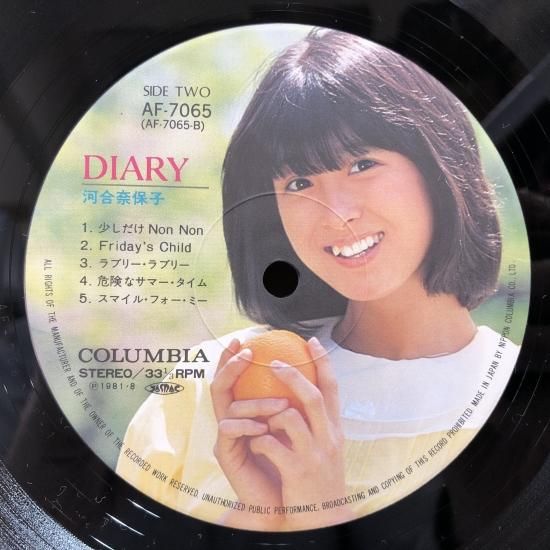 SIDE TWO
AF-7065
(AF-7065-B)
DIARY
河合奈保子
1. 少しだけ Non Non
2. Friday's Child
3. ラブリー・ラブリー
4. 危険なサマー・タイム
5. スマイル・フォー・ミー
COLUMBIA
STEREO/33⅓RPM
Ⓟ1981・8
ALL RIGHTS OF THE MANUFACTURER AND OF THE OWNER OF THE RECORDED WORK RESERVED. UNAUTHORIZED PUBLIC PERFORMANCE, BROADCASTING AND COPYING OF THIS RECORD PROHIBITED. MADE IN JAPAN BY NIPPON COLUMBIA CO., LTD.